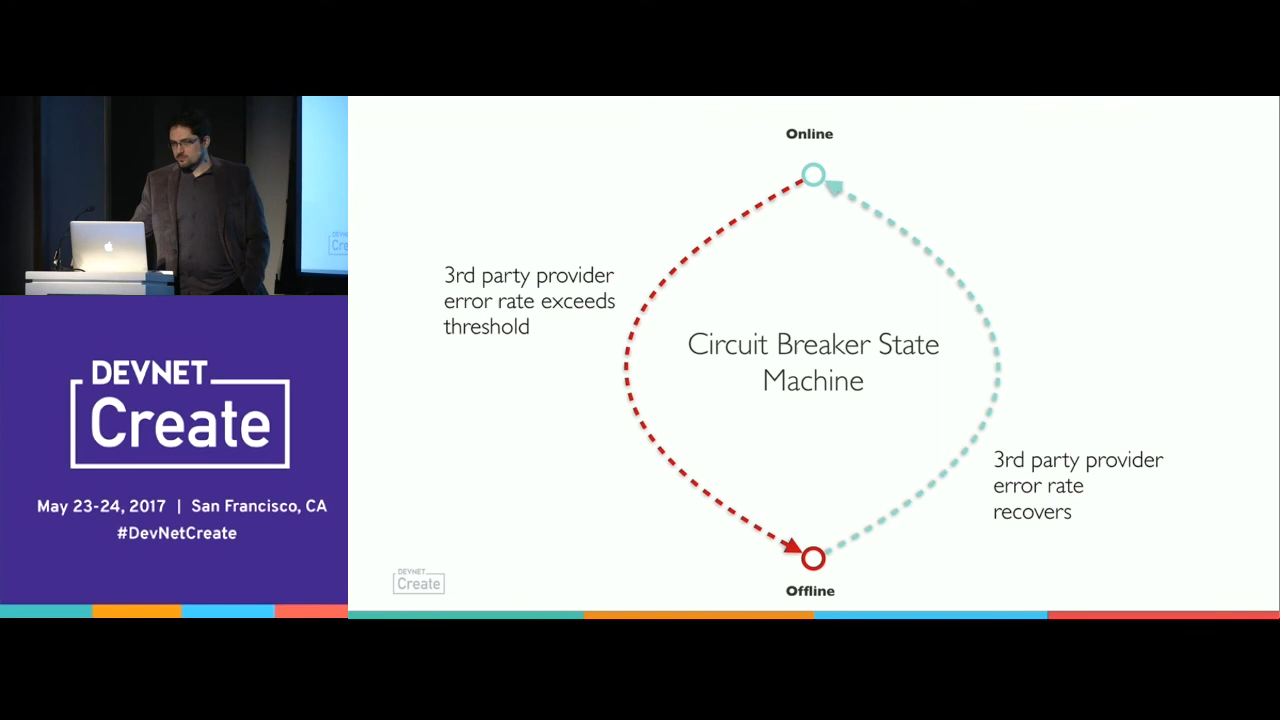 Online
3rd party provider
error rate exceeds
threshold
Circuit Breaker State
Machine
3rd party provider
error rate
recovers
Offline
DEVNET
Create
DEVNET
Create
May 23-24, 2017 | San Francisco, CA
#DevNetCreate